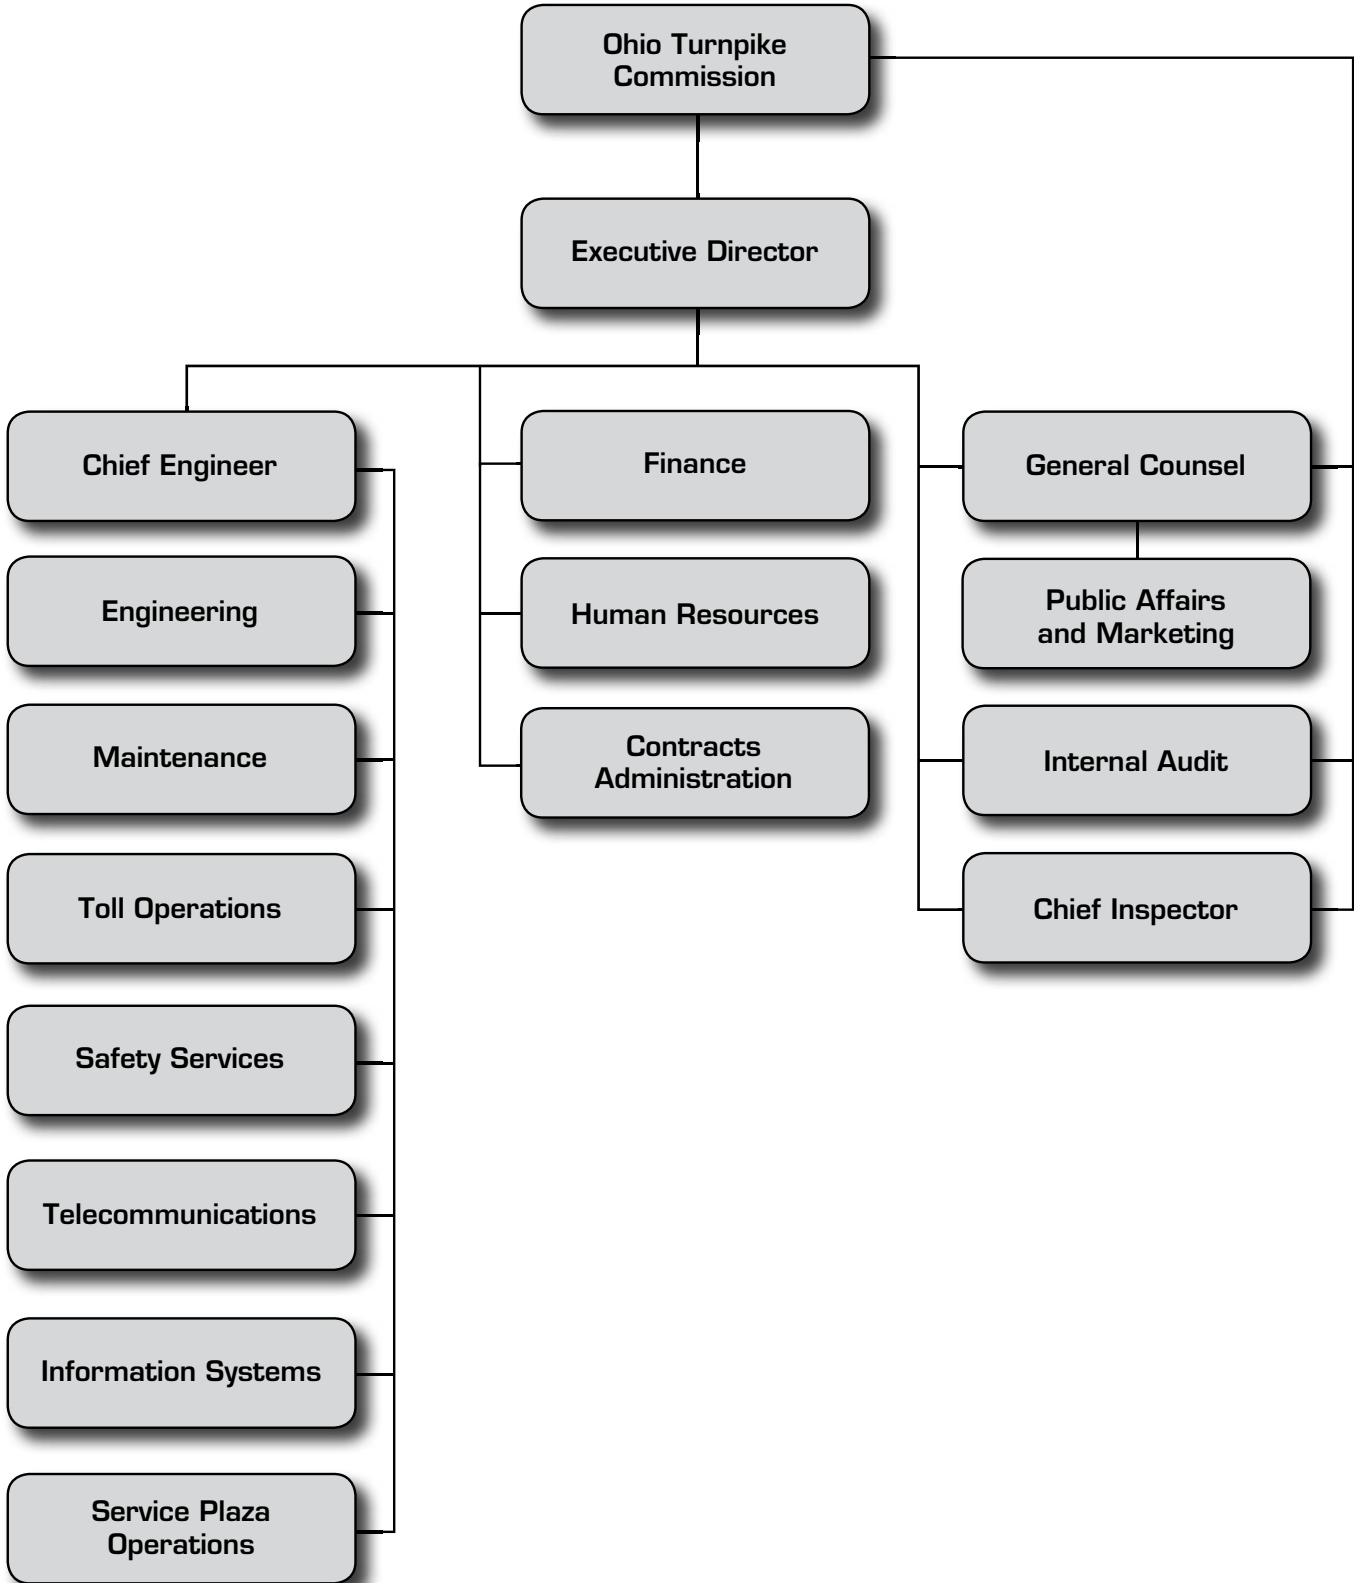 Ohio Turnpike
Commission
Executive Director
Chief Engineer
Engineering
Maintenance
Toll Operations
Safety Services
Telecommunications
Information Systems
Service Plaza
Operations
Finance
Human Resources
Contracts
Administration
General Counsel
Public Affairs
and Marketing
Internal Audit
Chief Inspector